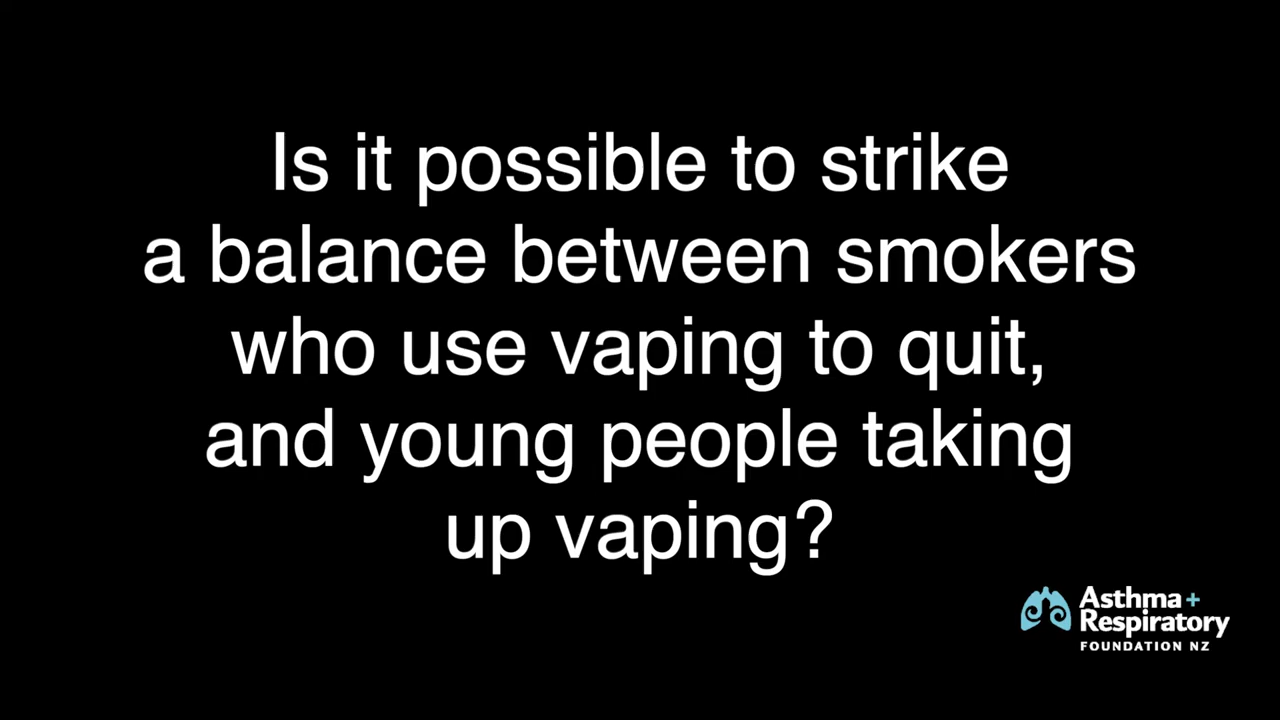 Is it possible to strike
a balance between smokers
who use vaping to quit,
and young people taking
up vaping?
Asthma+
Respiratory
FOUNDATION NZ